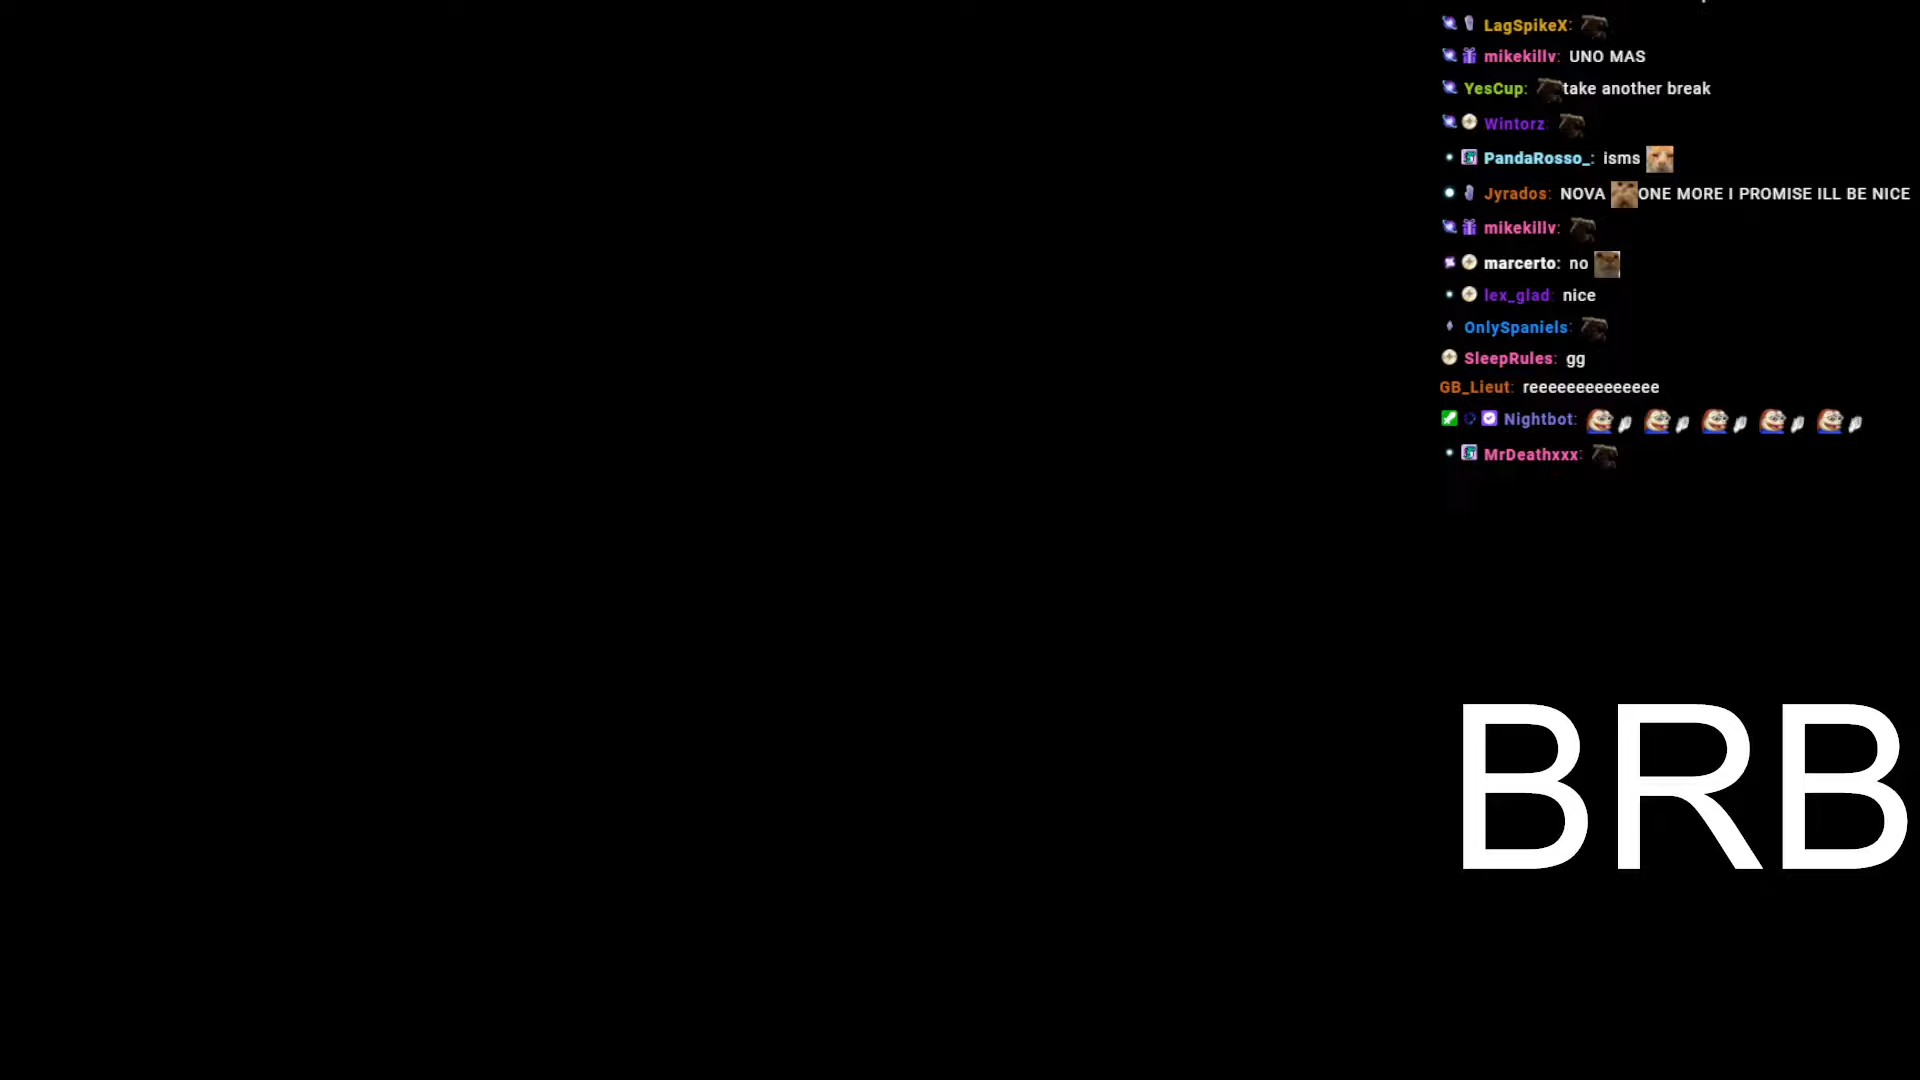 LagSpikeX:
mikekillv: UNO MAS
YesCup: take another break
Wintorz:
PandaRosso_: isms
Jyrados: NOVA ONE MORE I PROMISE ILL BE NICE
mikekillv:
marcerto: no
lex_glad: nice
OnlySpaniels:
SleepRules: gg
GB_Lieut: reeeeeeeeeeeeee
Nightbot:
MrDeathxxx:
BRB